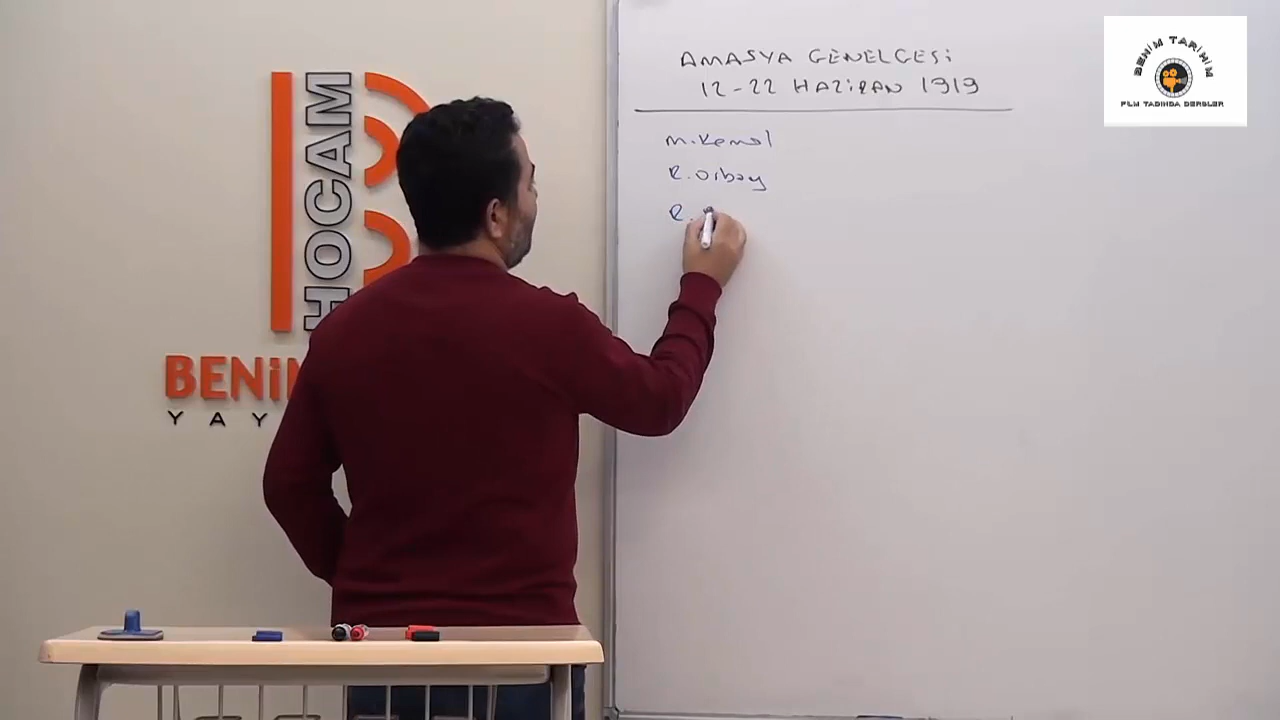 HOCAM
BENİM
YAY
AMASYA GENELGESİ
12-22 HAZİRAN 1919
M. Kemal
R. Orbay
R.
BENİM TARİHİM
FİLM TADINDA DERSLER